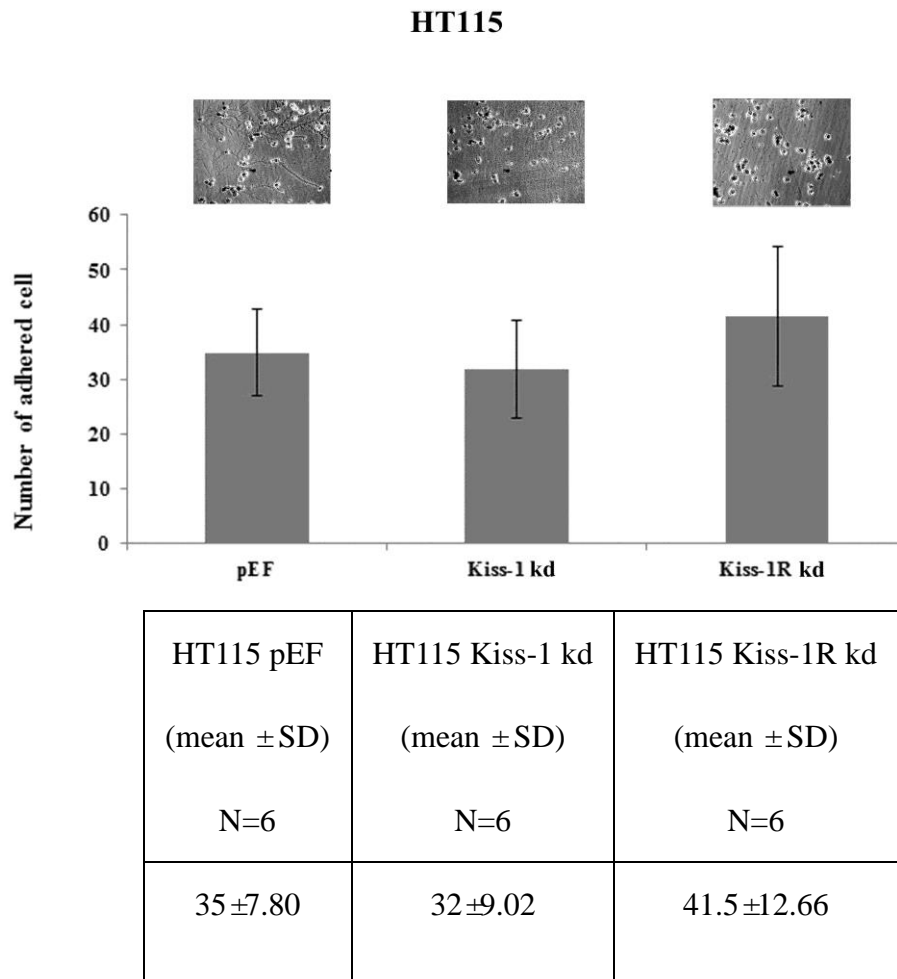 HT115
60
50
40
30
20
10
0
Number of adhered cell
pEF
Kiss-1 kd
Kiss-1R kd
HT115 pEF
(mean ±SD)
N=6
HT115 Kiss-1 kd
(mean ±SD)
N=6
HT115 Kiss-1R kd
(mean ±SD)
N=6
35±7.80
32±9.02
41.5±12.66